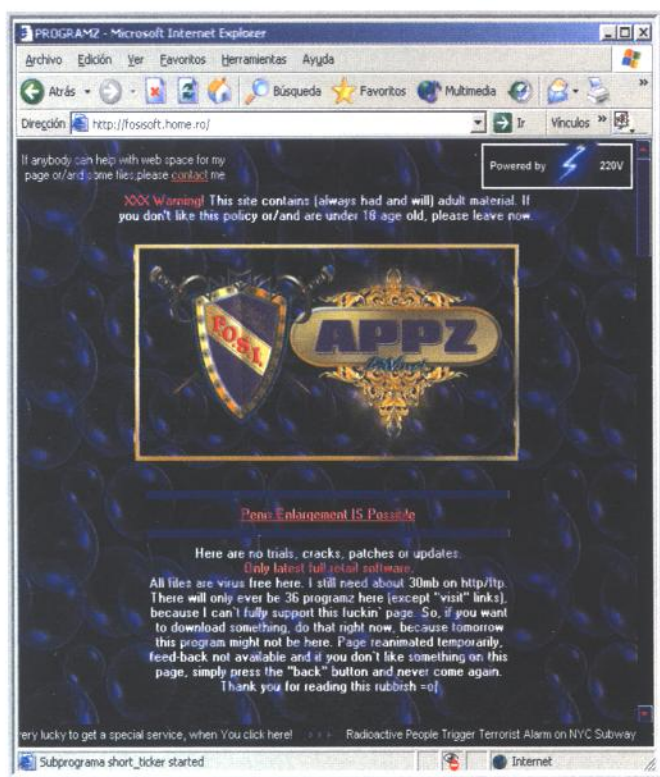 PROGRAMZ - Microsoft Internet Explorer
Archivo Edición Ver Favoritos Herramientas Ayuda
Atrás Búsqueda Favoritos Multimedia
Dirección http://fosisoft.home.ro/ Ir Vínculos
If anybody can help with web space for my
page or/and some files,please contact me
Powered by 220V
XXX Warning! This site contains (always had and will) adult material. If
you don't like this policy or/and are under 18 age old, please leave now.
F.O.S.I.
APPZ
Penis Enlargement IS Possible
Here are no trials, cracks, patches or updates.
Only latest full retail software.
All files are virus free here. I still need about 30mb on http/ftp.
There will only ever be 36 programz here (except "visit" links),
because I can`t fully support this fuckin` page. So, if you want
to download something, do that right now, because tomorrow
this program might not be here. Page reanimated temporarily,
feed-back not available and if you don`t like something on this
page, simply press the "back" button and never come again.
Thank you for reading this rubbish =o)
very lucky to get a special service, when You click here! Radioactive People Trigger Terrorist Alarm on NYC Subway
Subprograma short_ticker started Internet